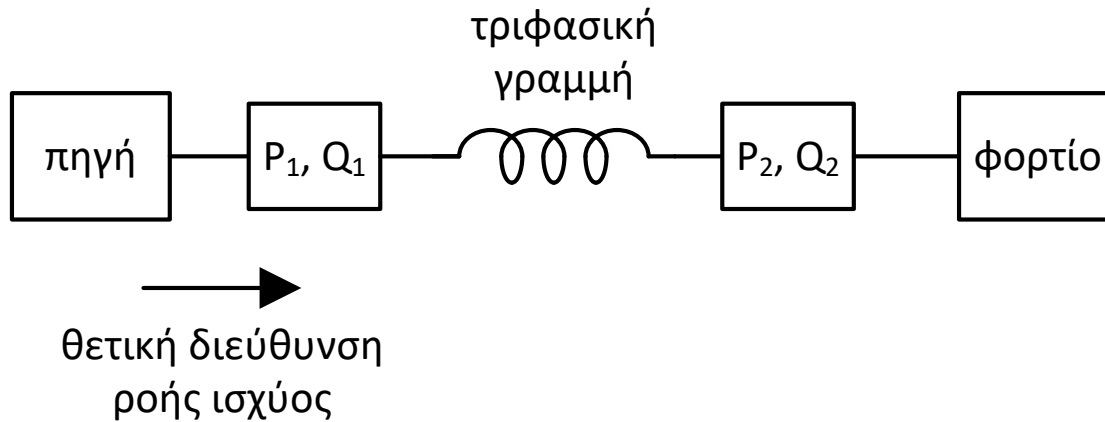 τριφασική
γραμμή
πηγή
P₁, Q₁
P₂, Q₂
φορτίο
θετική διεύθυνση
ροής ισχύος